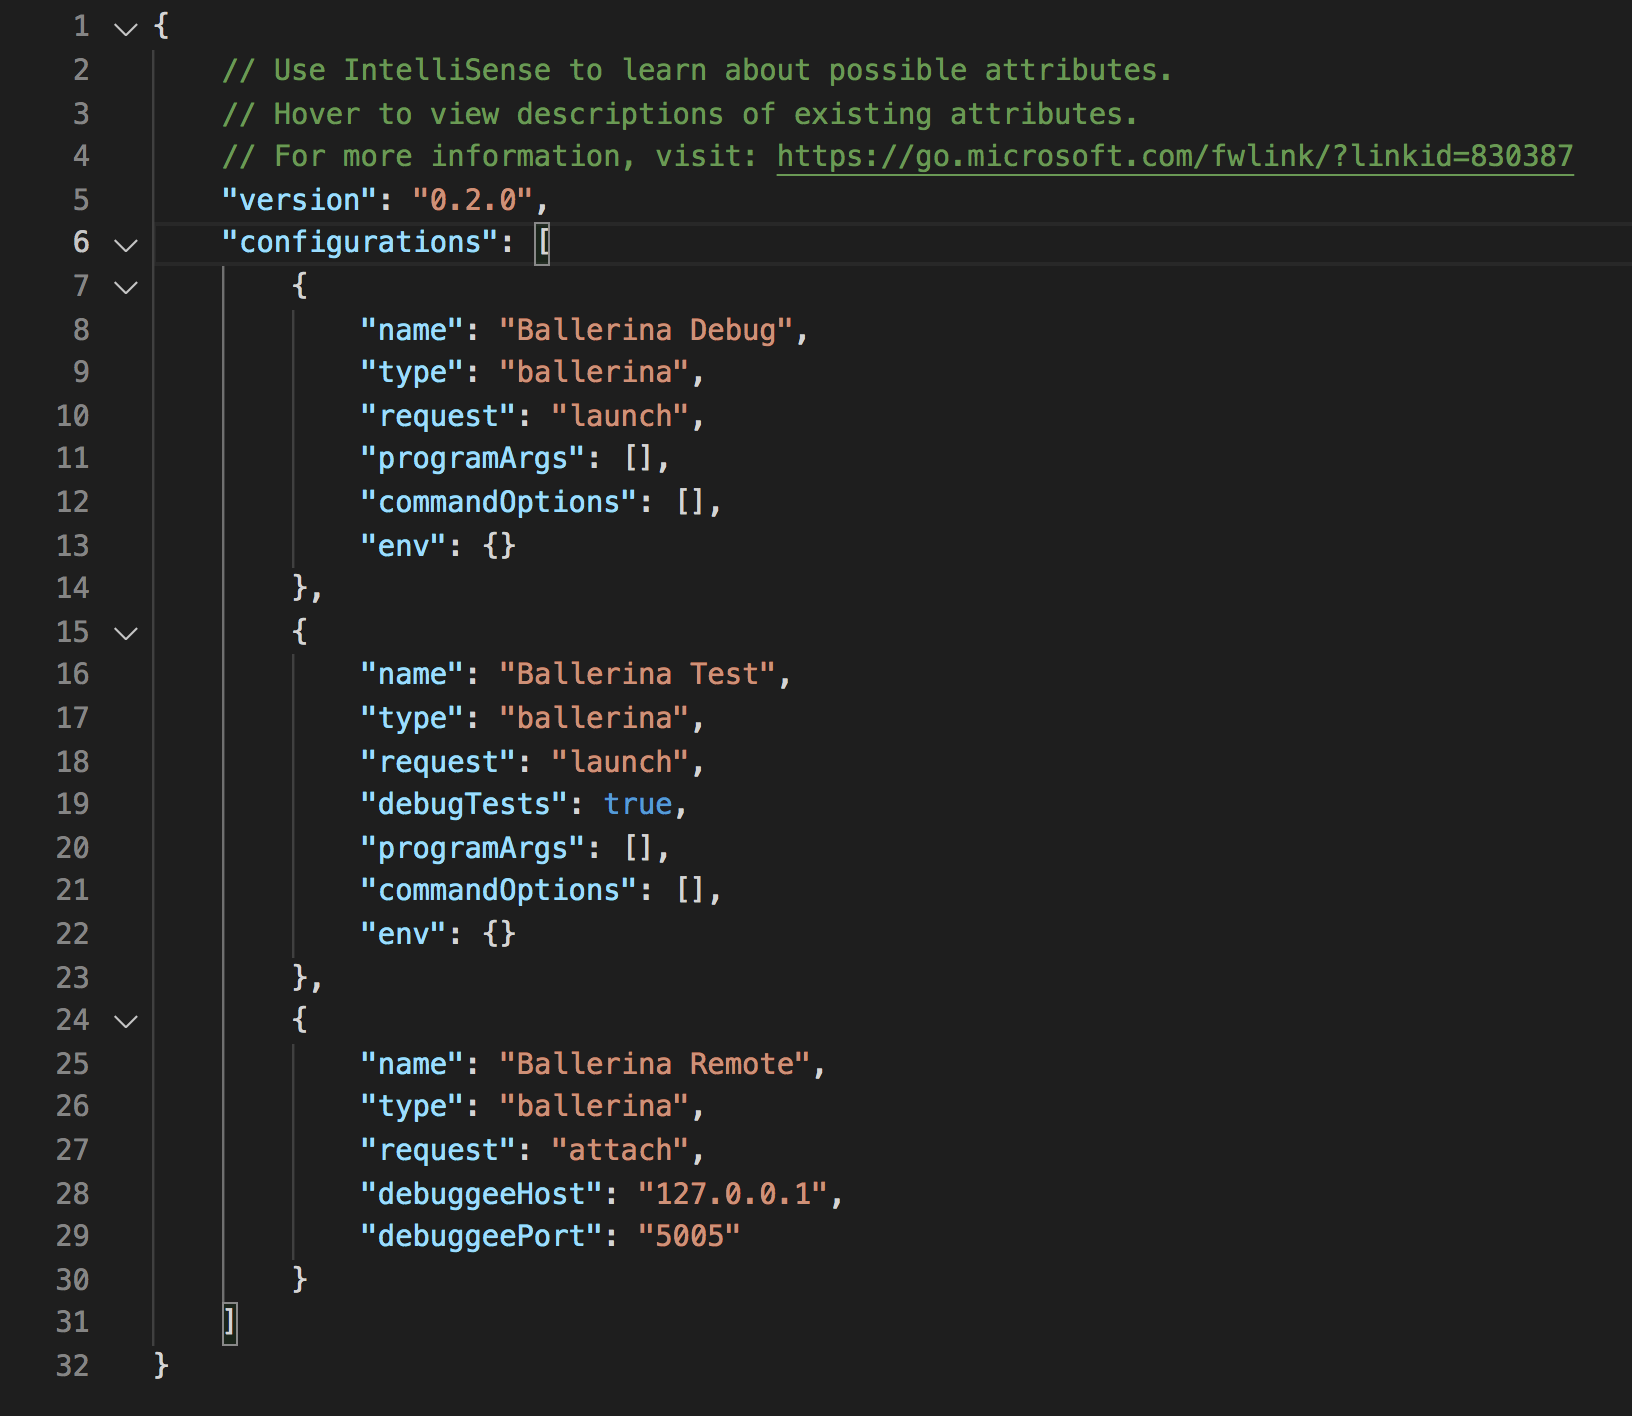 1 {
2 // Use IntelliSense to learn about possible attributes.
3 // Hover to view descriptions of existing attributes.
4 // For more information, visit: https://go.microsoft.com/fwlink/?linkid=830387
5 "version": "0.2.0",
6 "configurations": [
7 {
8 "name": "Ballerina Debug",
9 "type": "ballerina",
10 "request": "launch",
11 "programArgs": [],
12 "commandOptions": [],
13 "env": {}
14 },
15 {
16 "name": "Ballerina Test",
17 "type": "ballerina",
18 "request": "launch",
19 "debugTests": true,
20 "programArgs": [],
21 "commandOptions": [],
22 "env": {}
23 },
24 {
25 "name": "Ballerina Remote",
26 "type": "ballerina",
27 "request": "attach",
28 "debuggeeHost": "127.0.0.1",
29 "debuggeePort": "5005"
30 }
31 ]
32 }